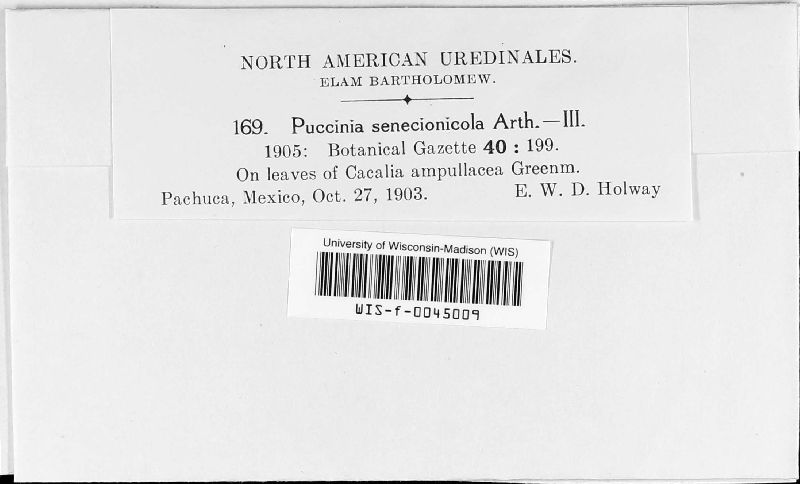 NORTH AMERICAN UREDINALES.
ELAM BARTHOLOMEW.
169. Puccinia senecionicola Arth.—III.
1905: Botanical Gazette 40 : 199.
On leaves of Cacalia ampullacea Greenm.
Pachuca, Mexico, Oct. 27, 1903. E. W. D. Holway
University of Wisconsin-Madison (WIS)
WIS-f-0045009